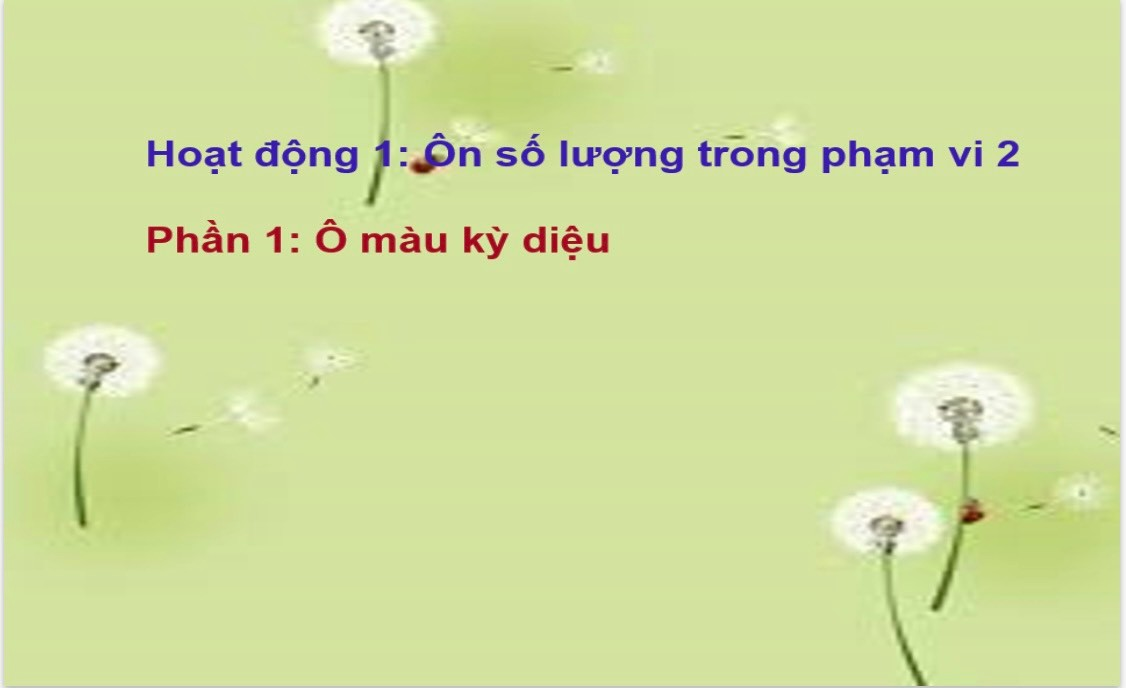 Hoạt động 1: Ôn số lượng trong phạm vi 2
Phần 1: Ô màu kỳ diệu